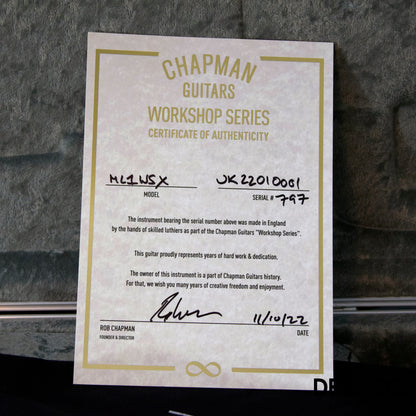 CHAPMAN
GUITARS
WORKSHOP SERIES
CERTIFICATE OF AUTHENTICITY
ML1WSX UK22010001
MODEL SERIAL # 797
The instrument bearing the serial number above was made in England
by the hands of skilled luthiers as part of the Chapman Guitars "Workshop Series".
This guitar proudly represents years of hard work & dedication.
The owner of this instrument is a part of Chapman Guitars history.
For that, we wish you many years of creative freedom and enjoyment.
11/10/22
ROB CHAPMAN DATE
FOUNDER & DIRECTOR